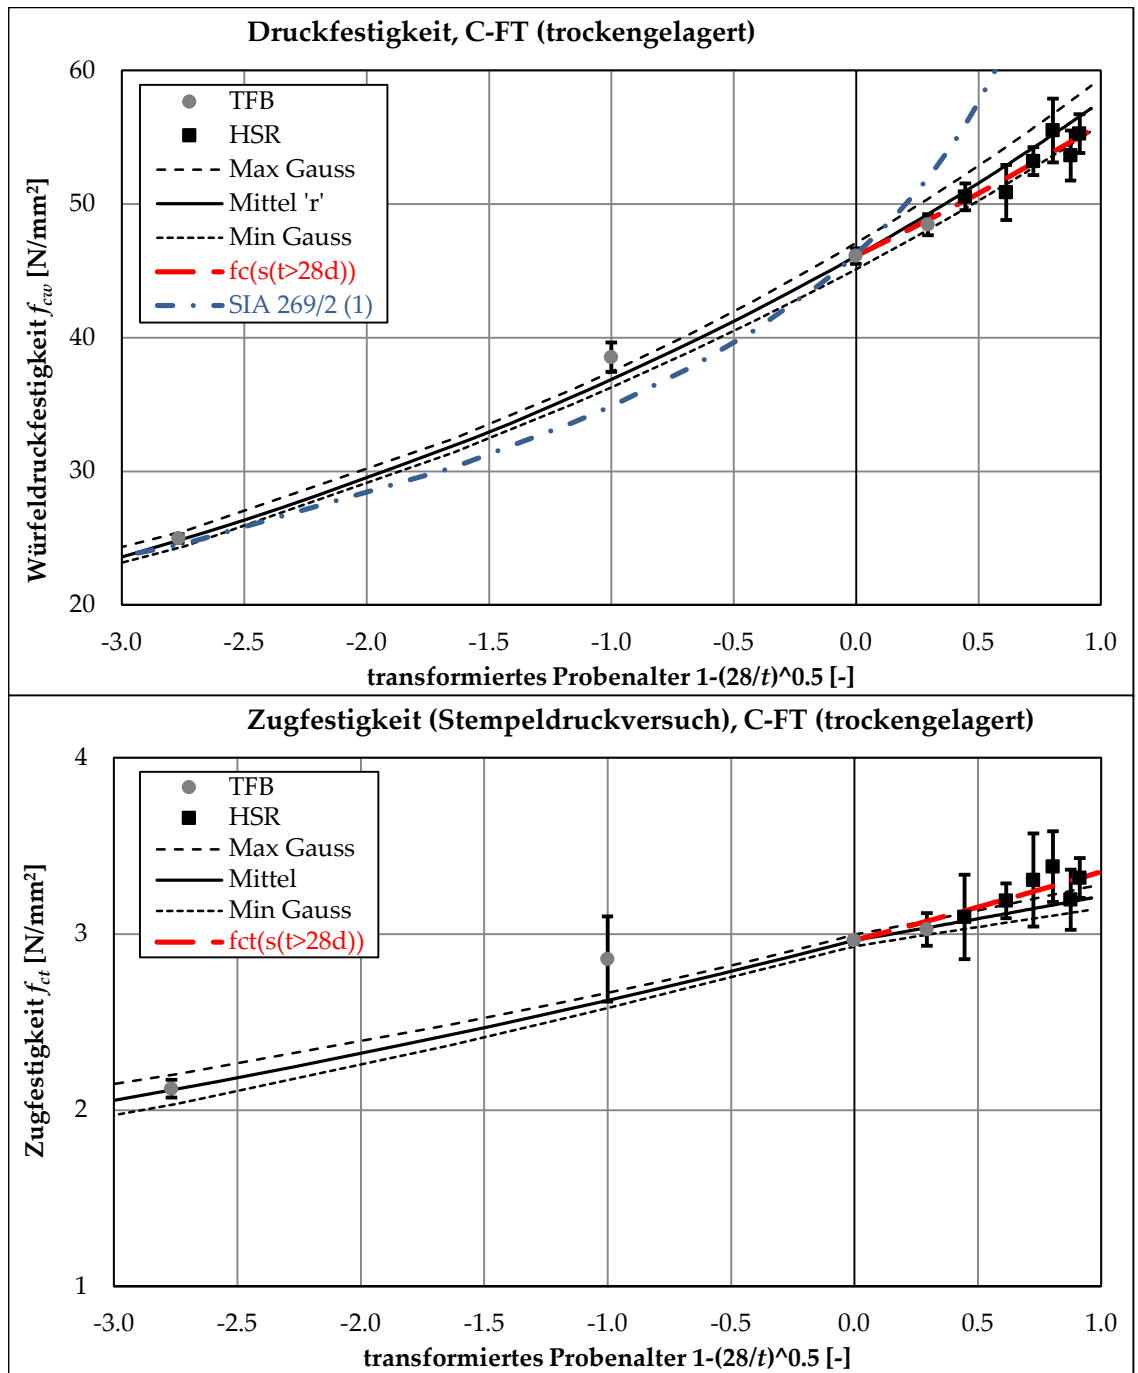 Druckfestigkeit, C-FT (trockengelagert)
60
50
40
30
20
Würfeldruckfestigkeit fcw [N/mm²]
TFB
HSR
Max Gauss
Mittel 'r'
Min Gauss
fc(s(t>28d))
SIA 269/2 (1)
-3.0 -2.5 -2.0 -1.5 -1.0 -0.5 0.0 0.5 1.0
transformiertes Probenalter 1-(28/t)^0.5 [-]
Zugfestigkeit (Stempeldruckversuch), C-FT (trockengelagert)
4
3
2
1
Zugfestigkeit fct [N/mm²]
TFB
HSR
Max Gauss
Mittel
Min Gauss
fct(s(t>28d))
-3.0 -2.5 -2.0 -1.5 -1.0 -0.5 0.0 0.5 1.0
transformiertes Probenalter 1-(28/t)^0.5 [-]